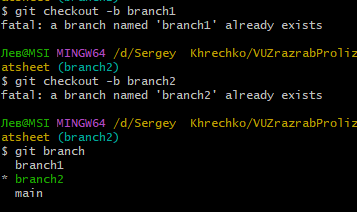 atsheet (branch2)
$ git checkout -b branch1
fatal: a branch named 'branch1' already exists
Лев@MSI MINGW64 /d/Sergey  Khrechko/VUZrazrabProliz
atsheet (branch2)
$ git checkout -b branch2
fatal: a branch named 'branch2' already exists
Лев@MSI MINGW64 /d/Sergey  Khrechko/VUZrazrabProliz
atsheet (branch2)
$ git branch
  branch1
* branch2
  main